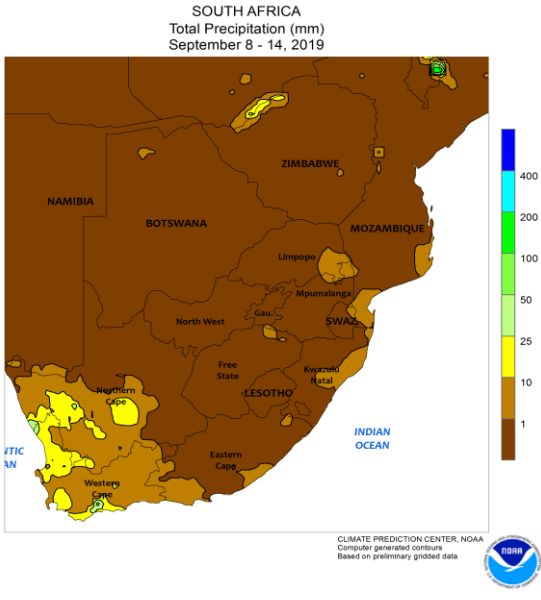 SOUTH AFRICA
Total Precipitation (mm)
September 8 - 14, 2019
ZIMBABWE
NAMIBIA
BOTSWANA
MOZAMBIQUE
Limpopo
Mpumalanga
Gau.
North West
SWAZ.
Free
State
Kwazulu
Natal
LESOTHO
Northern
Cape
Eastern
Cape
Western
Cape
NTIC
AN
INDIAN
OCEAN
400
200
100
50
25
10
1
CLIMATE PREDICTION CENTER, NOAA
Computer generated contours
Based on preliminary gridded data
NOAA